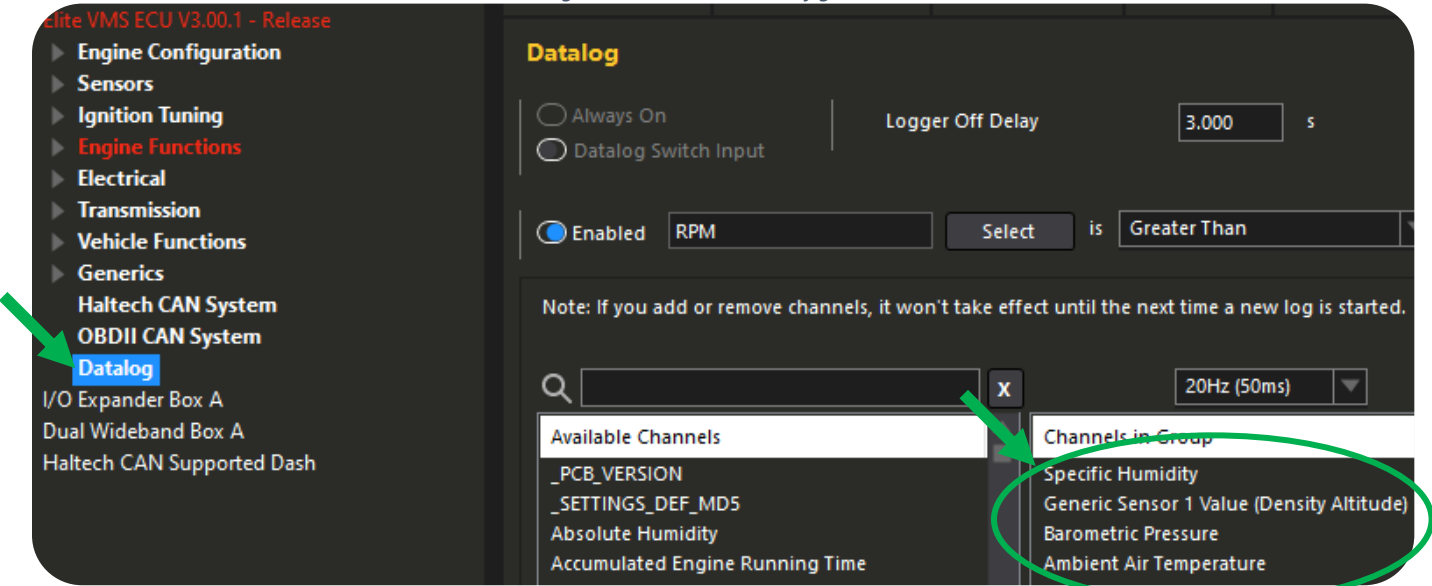 Elite VMS ECU V3.00.1 - Release
Engine Configuration
Sensors
Ignition Tuning
Engine Functions
Electrical
Transmission
Vehicle Functions
Generics
Haltech CAN System
OBDII CAN System
Datalog
I/O Expander Box A
Dual Wideband Box A
Haltech CAN Supported Dash
Datalog
Always On
Datalog Switch Input
Logger Off Delay 3.000 s
Enabled RPM Select is Greater Than
Note: If you add or remove channels, it won't take effect until the next time a new log is started.
X 20Hz (50ms)
Available Channels
_PCB_VERSION
_SETTINGS_DEF_MD5
Absolute Humidity
Accumulated Engine Running Time
Channels in Group
Specific Humidity
Generic Sensor 1 Value (Density Altitude)
Barometric Pressure
Ambient Air Temperature